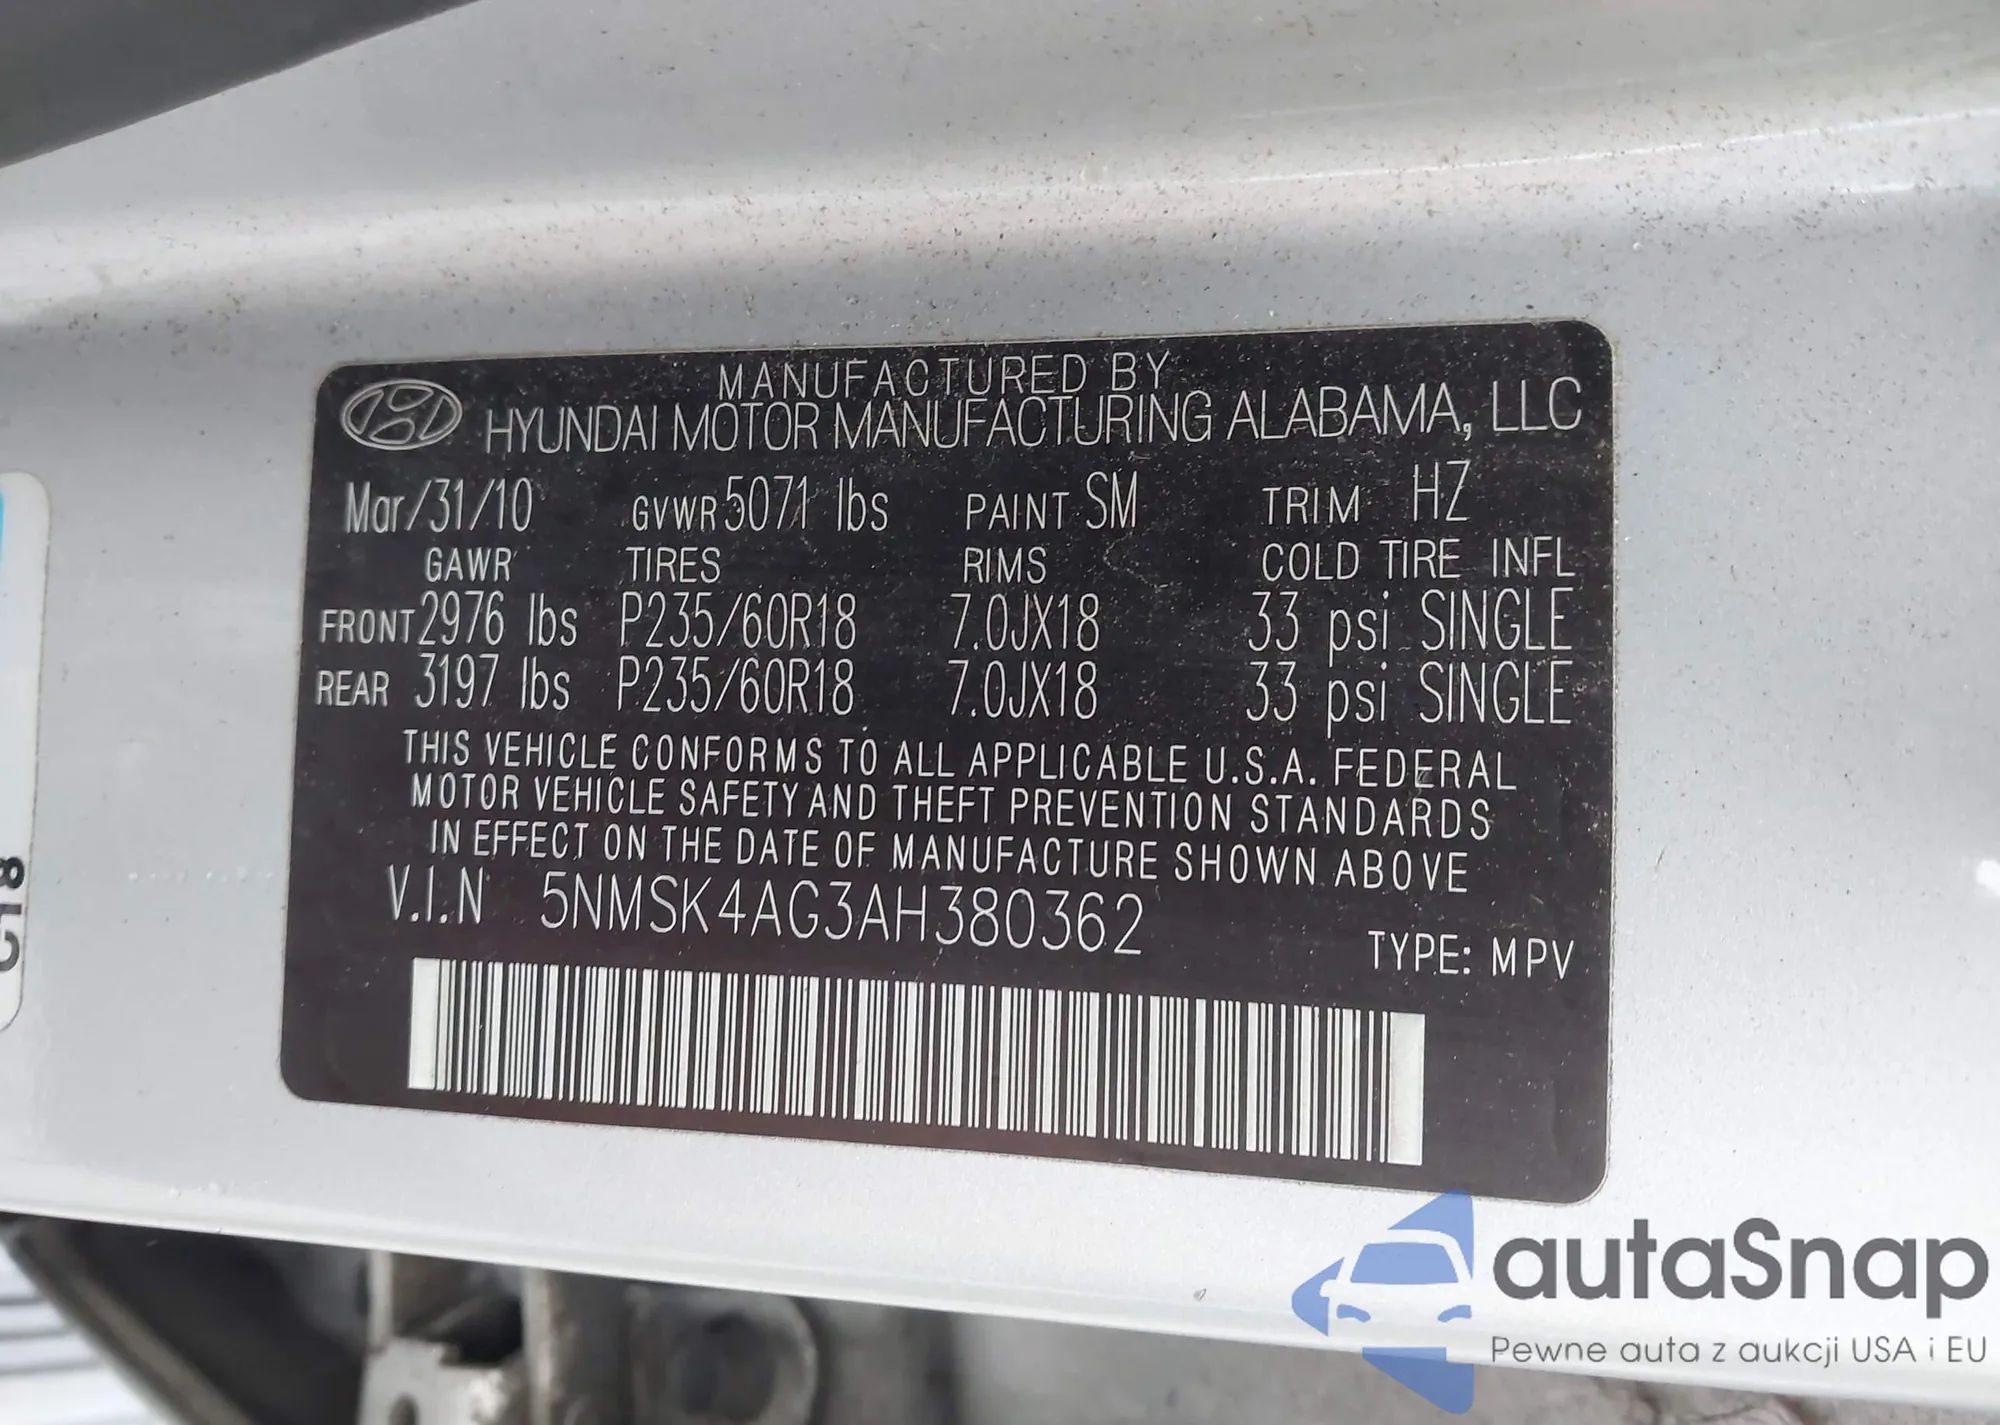 MANUFACTURED BY
HYUNDAI MOTOR MANUFACTURING ALABAMA, LLC
Mar/31/10 GVWR 5071 lbs PAINT SM TRIM HZ
GAWR TIRES RIMS COLD TIRE INFL
FRONT 2976 lbs P235/60R18 7.0JX18 33 psi SINGLE
REAR 3197 lbs P235/60R18 7.0JX18 33 psi SINGLE
THIS VEHICLE CONFORMS TO ALL APPLICABLE U.S.A. FEDERAL
MOTOR VEHICLE SAFETY AND THEFT PREVENTION STANDARDS
IN EFFECT ON THE DATE OF MANUFACTURE SHOWN ABOVE
V.I.N 5NMSK4AG3AH380362
TYPE: MPV
C18
autaSnap
Pewne auta z aukcji USA i EU